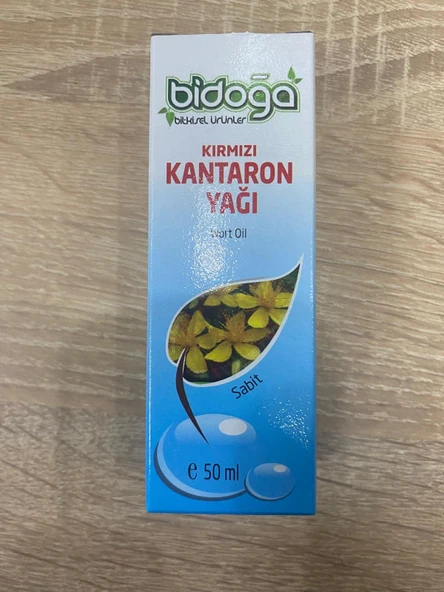 bidoğa
bitkisel ürünler
KIRMIZI
KANTARON
YAĞI
Wort Oil
Sabit
e 50 ml